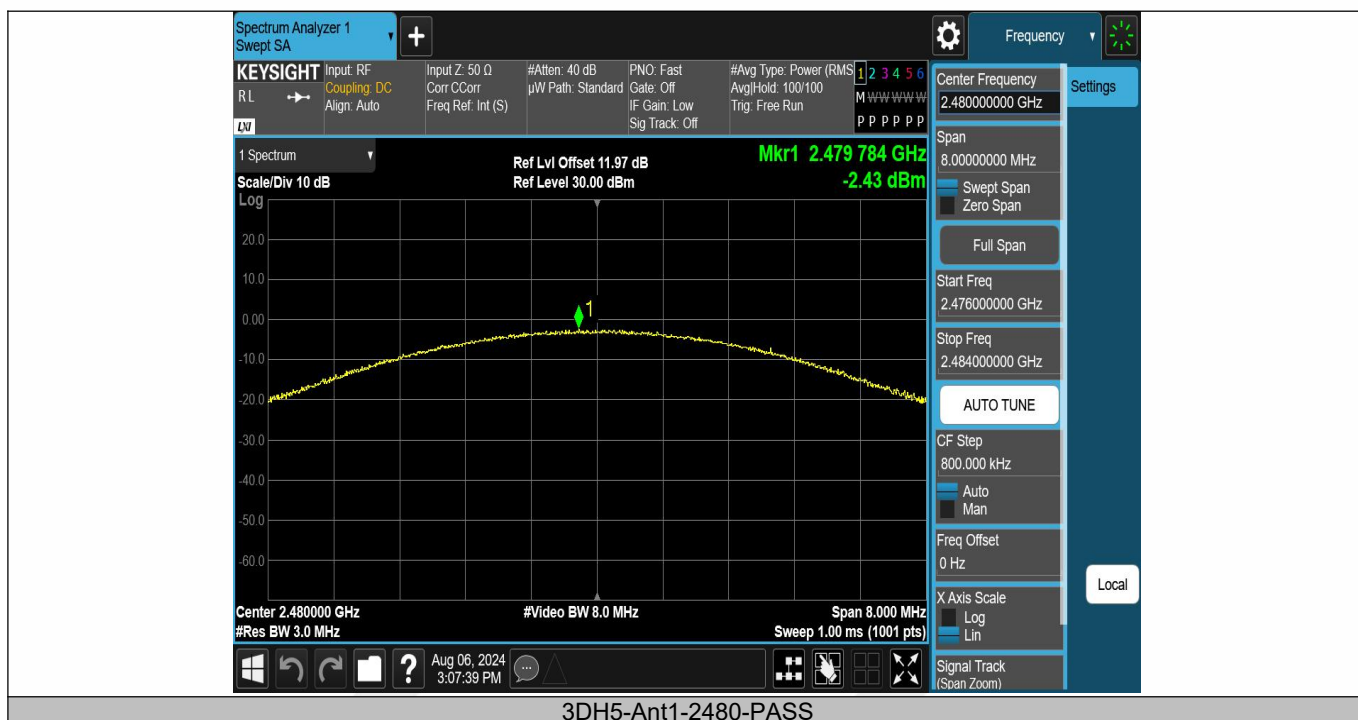 Spectrum Analyzer 1
Swept SA
Frequency
KEYSIGHT
RL
LXI
Input: RF
Coupling: DC
Align: Auto
Input Z: 50 Ω
Corr CCorr
Freq Ref: Int (S)
#Atten: 40 dB
µW Path: Standard
PNO: Fast
Gate: Off
IF Gain: Low
Sig Track: Off
#Avg Type: Power (RMS
Avg|Hold: 100/100
Trig: Free Run
1 2 3 4 5 6
M W W W W W
P P P P P P
1 Spectrum
Scale/Div 10 dB
Log
Ref Lvl Offset 11.97 dB
Ref Level 30.00 dBm
Mkr1 2.479 784 GHz
-2.43 dBm
20.0
10.0
0.00
-10.0
-20.0
-30.0
-40.0
-50.0
-60.0
1
Center 2.480000 GHz
#Res BW 3.0 MHz
#Video BW 8.0 MHz
Span 8.000 MHz
Sweep 1.00 ms (1001 pts)
Aug 06, 2024
3:07:39 PM
Center Frequency
2.480000000 GHz
Span
8.00000000 MHz
Swept Span
Zero Span
Full Span
Start Freq
2.476000000 GHz
Stop Freq
2.484000000 GHz
AUTO TUNE
CF Step
800.000 kHz
Auto
Man
Freq Offset
0 Hz
X Axis Scale
Log
Lin
Signal Track
(Span Zoom)
Settings
Local
3DH5-Ant1-2480-PASS